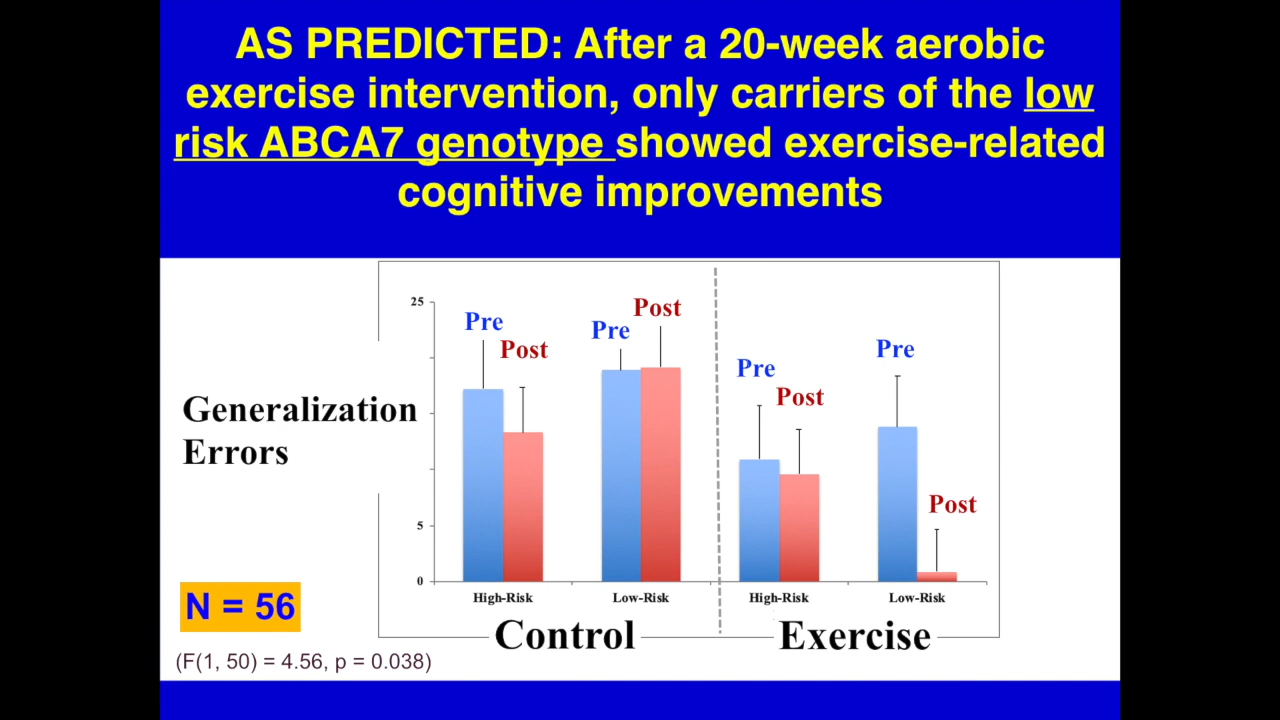 AS PREDICTED: After a 20-week aerobic
exercise intervention, only carriers of the low
risk ABCA7 genotype showed exercise-related
cognitive improvements
25
Pre
Post
Pre
Post
Pre
Post
Pre
Post
Generalization
Errors
5
0
High-Risk
Low-Risk
High-Risk
Low-Risk
Control
Exercise
N = 56
(F(1, 50) = 4.56, p = 0.038)